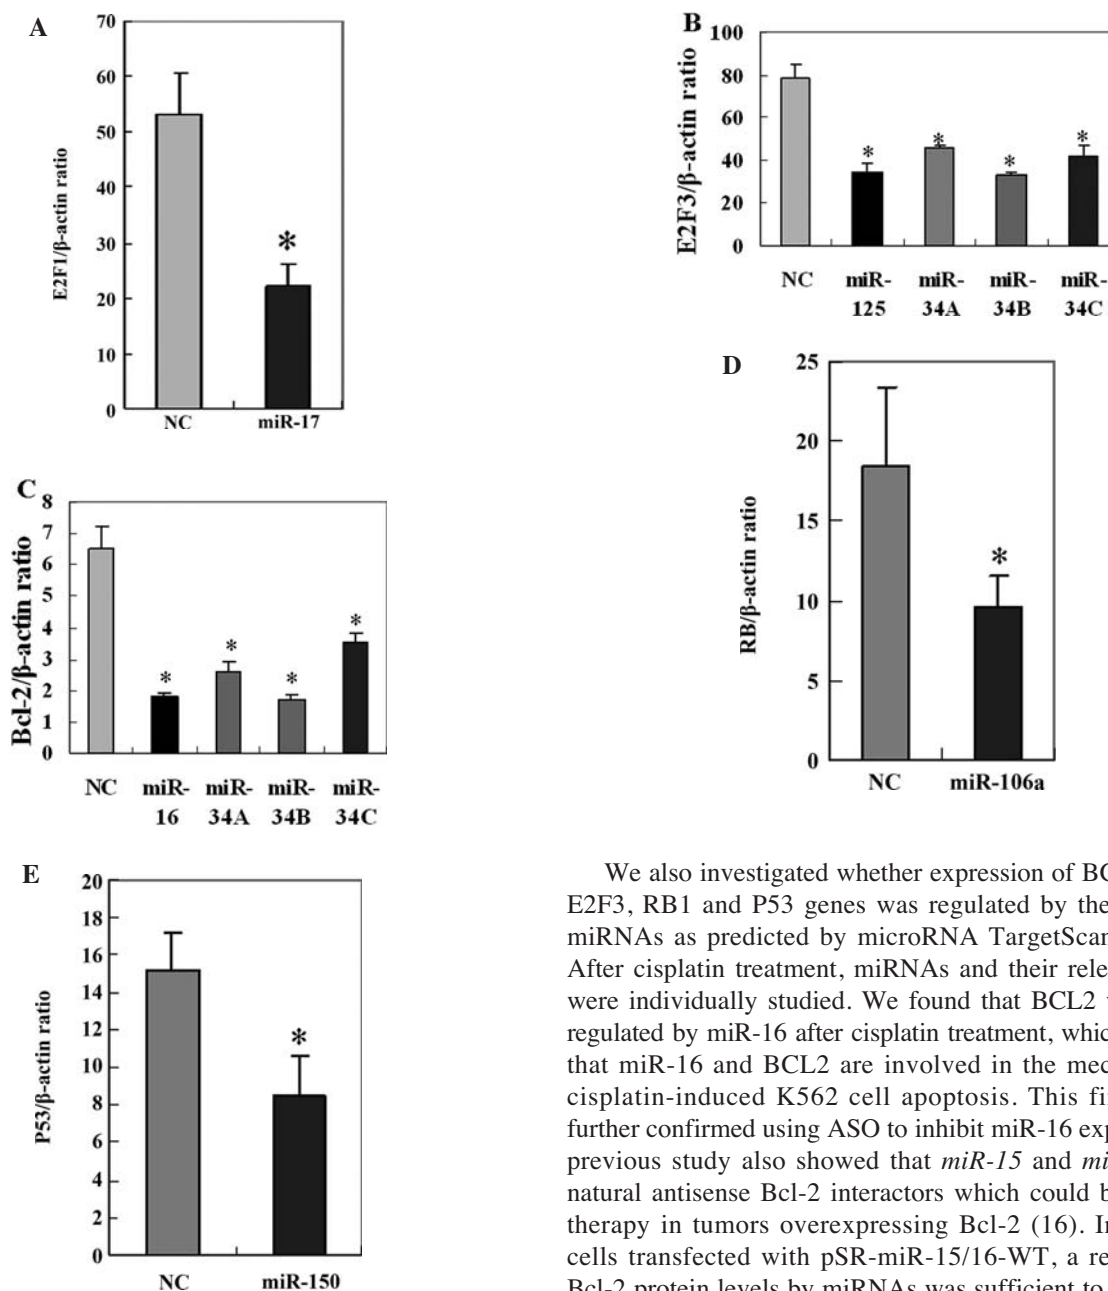 A
70
60
50
40
30
20
10
0
E2F1/β-actin ratio
*
NC miR-17
B
100
80
60
40
20
0
E2F3/β-actin ratio
* * * *
NC miR- miR- miR- miR-
125 34A 34B 34C
C
8
7
6
5
4
3
2
1
0
Bcl-2/β-actin ratio
* * * *
NC miR- miR- miR- miR-
16 34A 34B 34C
D
25
20
15
10
5
0
RB/β-actin ratio
*
NC miR-106a
E
20
18
16
14
12
10
8
6
4
2
0
P53/β-actin ratio
*
NC miR-150
We also investigated whether expression of BC
E2F3, RB1 and P53 genes was regulated by the
miRNAs as predicted by microRNA TargetScan
After cisplatin treatment, miRNAs and their rele
were individually studied. We found that BCL2
regulated by miR-16 after cisplatin treatment, whic
that miR-16 and BCL2 are involved in the mec
cisplatin-induced K562 cell apoptosis. This fi
further confirmed using ASO to inhibit miR-16 exp
previous study also showed that miR-15 and mi
natural antisense Bcl-2 interactors which could b
therapy in tumors overexpressing Bcl-2 (16). I
cells transfected with pSR-miR-15/16-WT, a re
Bcl-2 protein levels by miRNAs was sufficient to